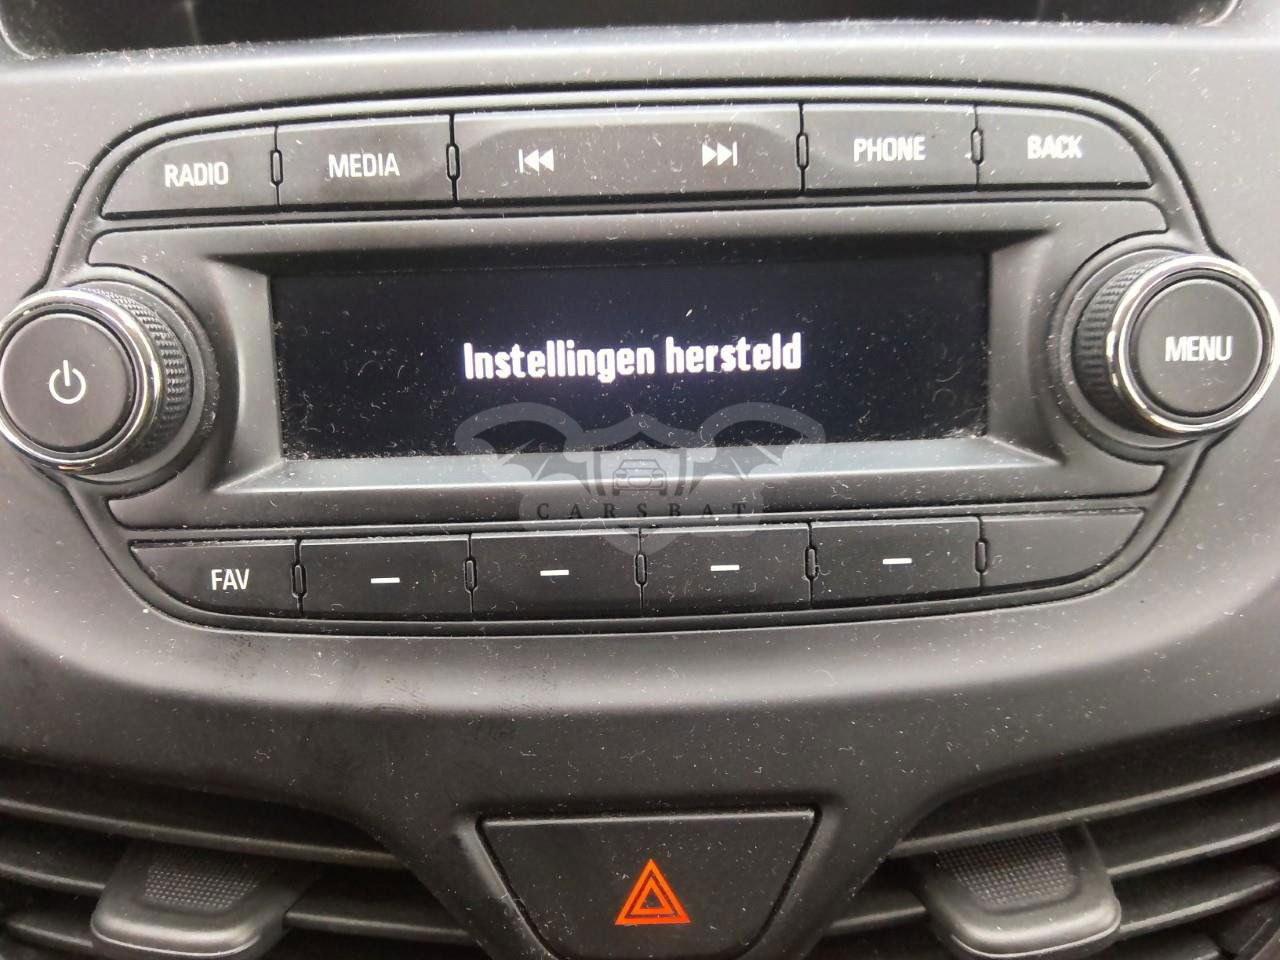 RADIO
MEDIA
PHONE
BACK
Instellingen hersteld
MENU
CARSBAT
FAV